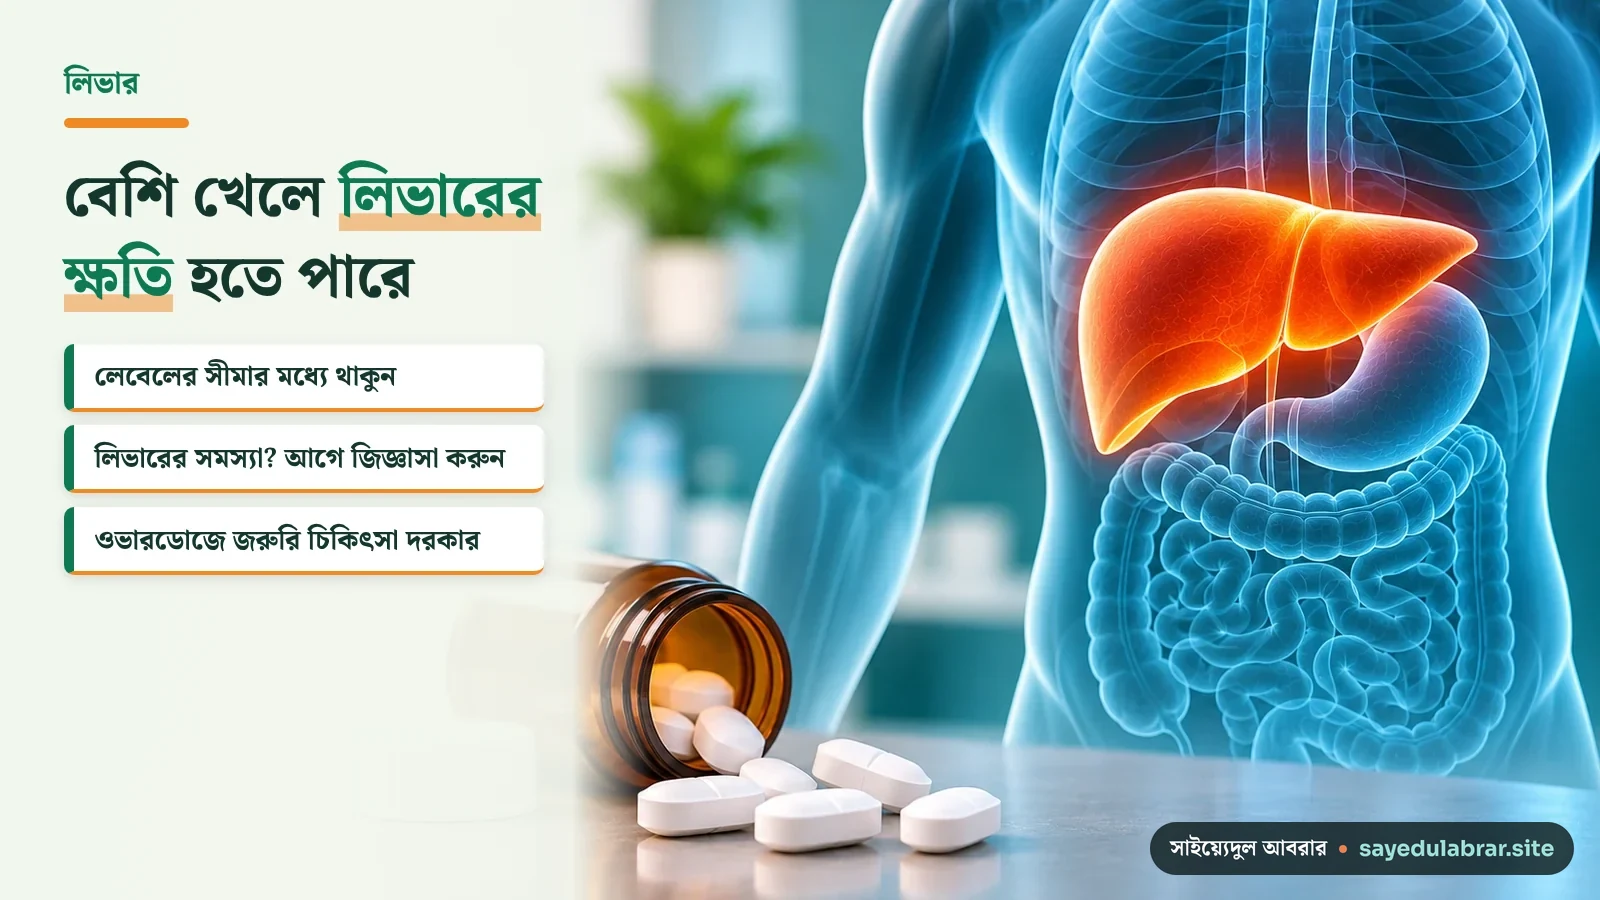 লিভার
বেশি খেলে লিভারের
ক্ষতি হতে পারে
লেবেলের সীমার মধ্যে থাকুন
লিভারের সমস্যা? আগে জিজ্ঞাসা করুন
ওভারডোজে জরুরি চিকিৎসা দরকার
সাইয়্যেদুল আবরার • sayedulabrar.site